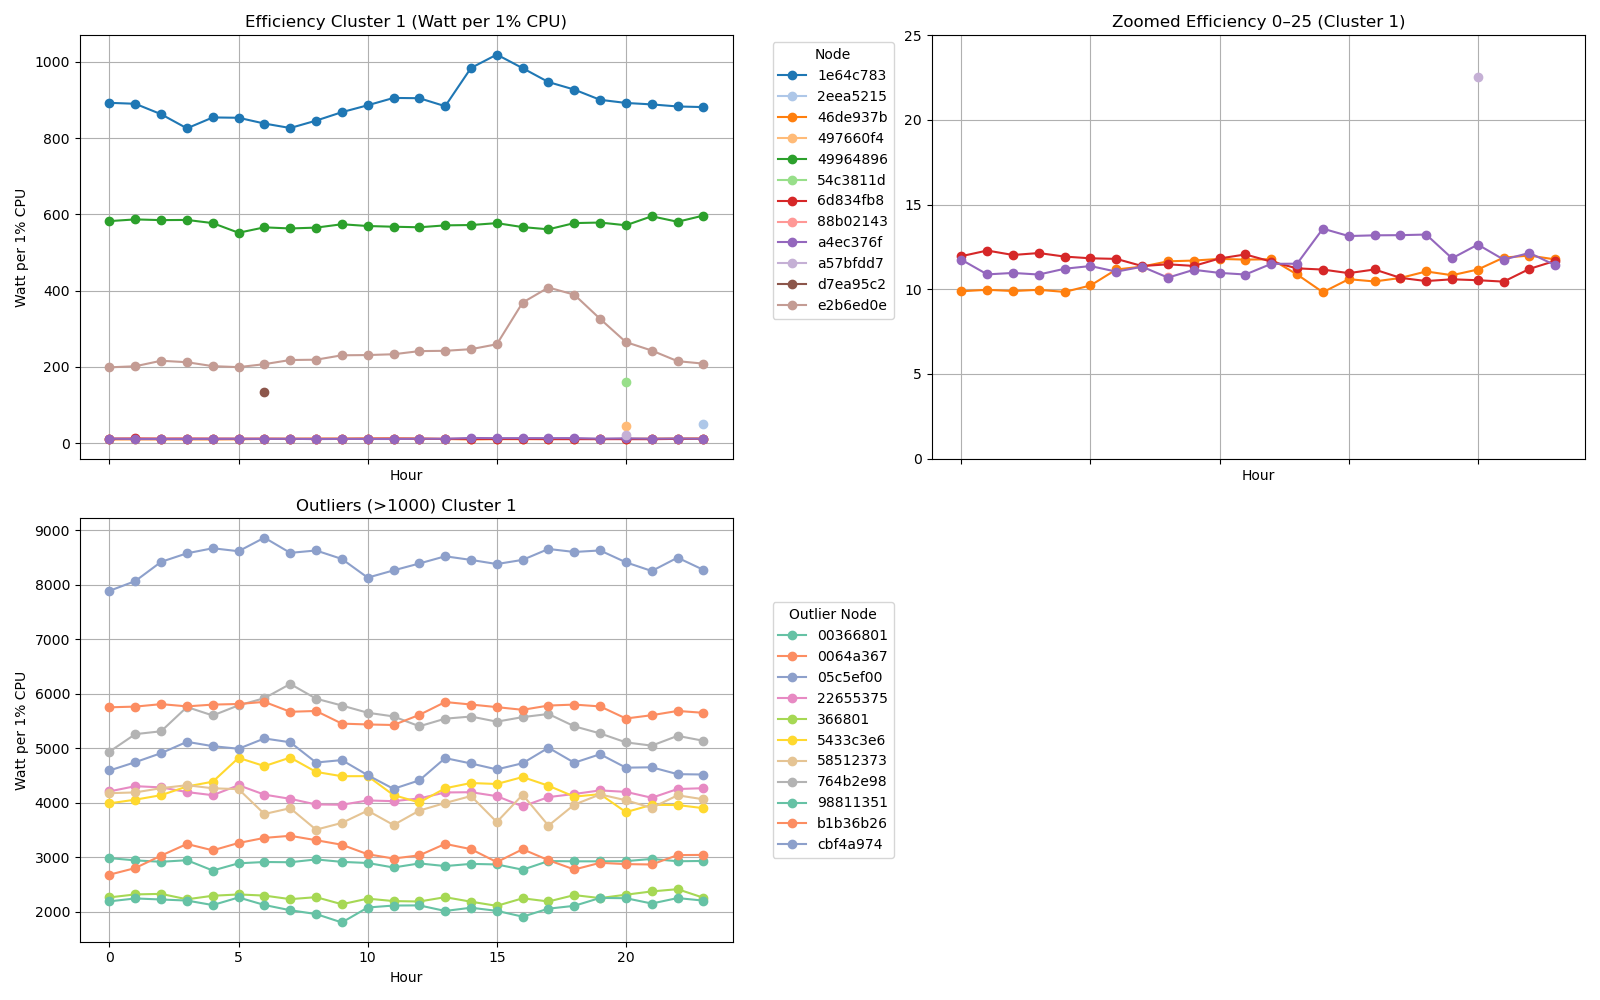 Efficiency Cluster 1 (Watt per 1% CPU)
Watt per 1% CPU
1000
800
600
400
200
0
Hour
Node
1e64c783
2eea5215
46de937b
497660f4
49964896
54c3811d
6d834fb8
88b02143
a4ec376f
a57bfdd7
d7ea95c2
e2b6ed0e
Zoomed Efficiency 0–25 (Cluster 1)
25
20
15
10
5
0
Hour
Outliers (>1000) Cluster 1
Watt per 1% CPU
9000
8000
7000
6000
5000
4000
3000
2000
0 5 10 15 20
Hour
Outlier Node
00366801
0064a367
05c5ef00
22655375
366801
5433c3e6
58512373
764b2e98
98811351
b1b36b26
cbf4a974